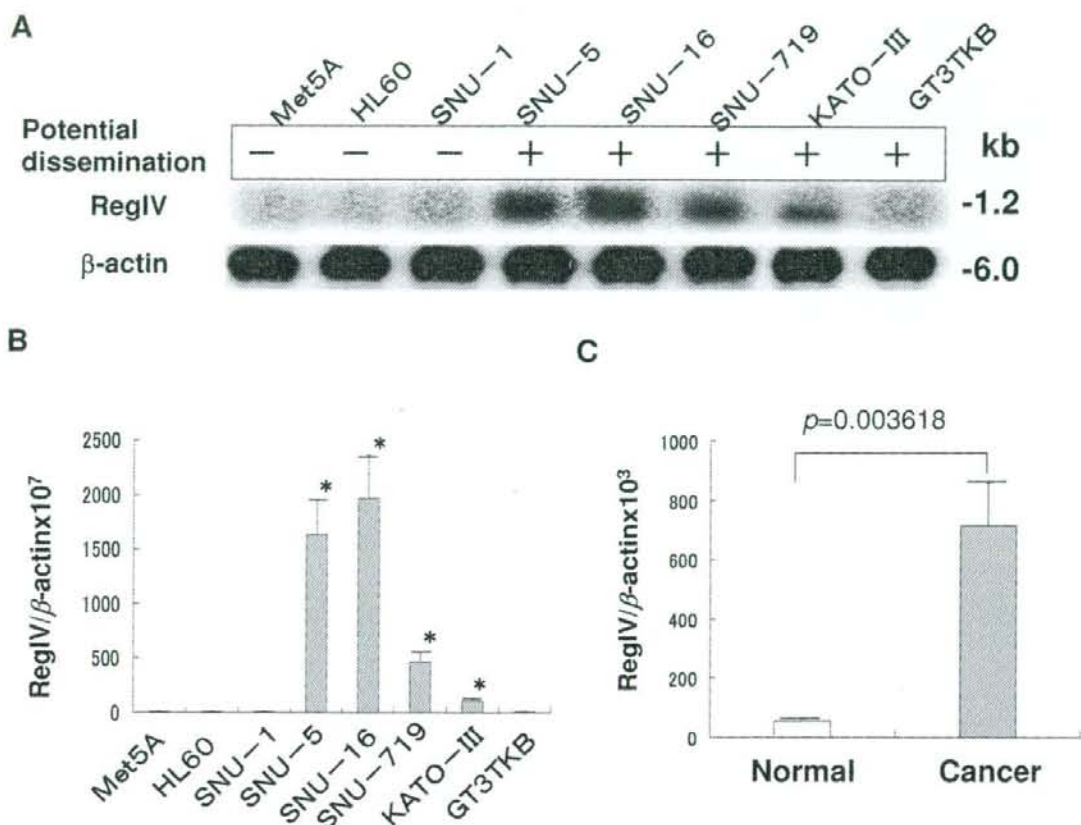 A
Met5A HL60 SNU-1 SNU-5 SNU-16 SNU-719 KATO-III GT3TKB
Potential dissemination − − − + + + + + kb
RegIV -1.2
β-actin -6.0
B
RegIV/β-actinx10⁷
2500
2000
1500
1000
500
0
* * * *
Met5A HL60 SNU-1 SNU-5 SNU-16 SNU-719 KATO-III GT3TKB
C
p=0.003618
RegIV/β-actinx10³
1000
800
600
400
200
0
Normal Cancer